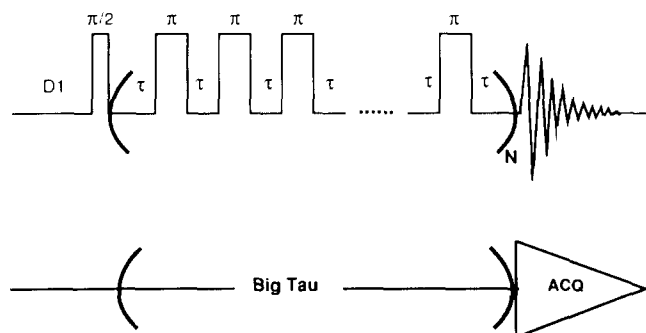 π/2 π π π π
D1 τ τ τ τ τ τ
......
N
Big Tau ACQ